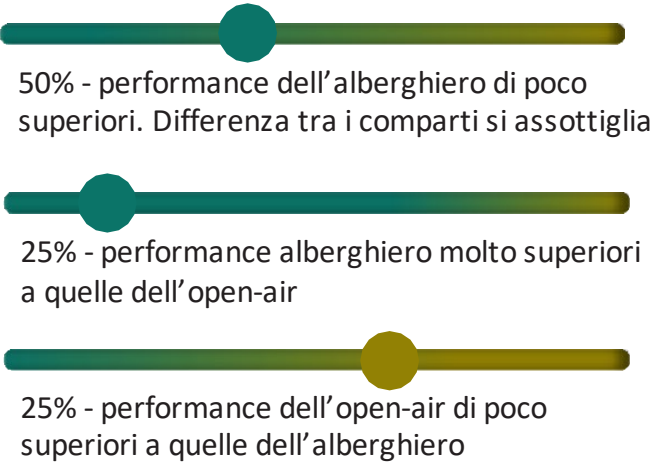 50% - performance dell’alberghiero di poco
superiori. Differenza tra i comparti si assottiglia
25% - performance alberghiero molto superiori
a quelle dell’open-air
25% - performance dell’open-air di poco
superiori a quelle dell’alberghiero